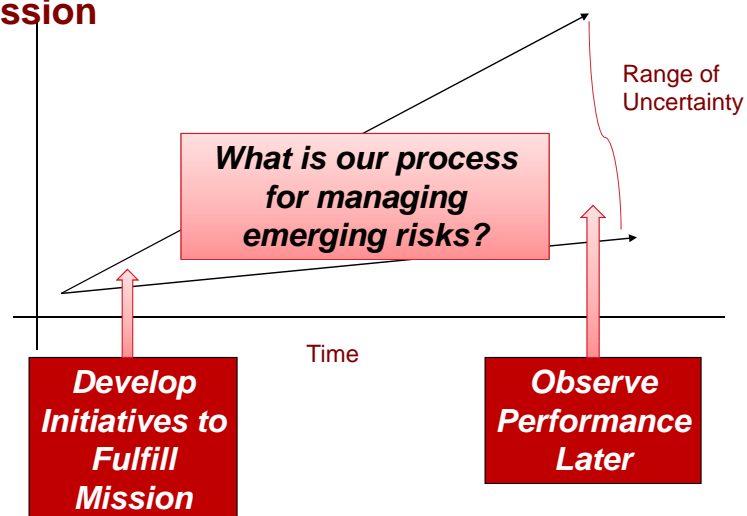 ssion
Range of
Uncertainty
What is our process
for managing
emerging risks?
Time
Develop
Initiatives to
Fulfill
Mission
Observe
Performance
Later